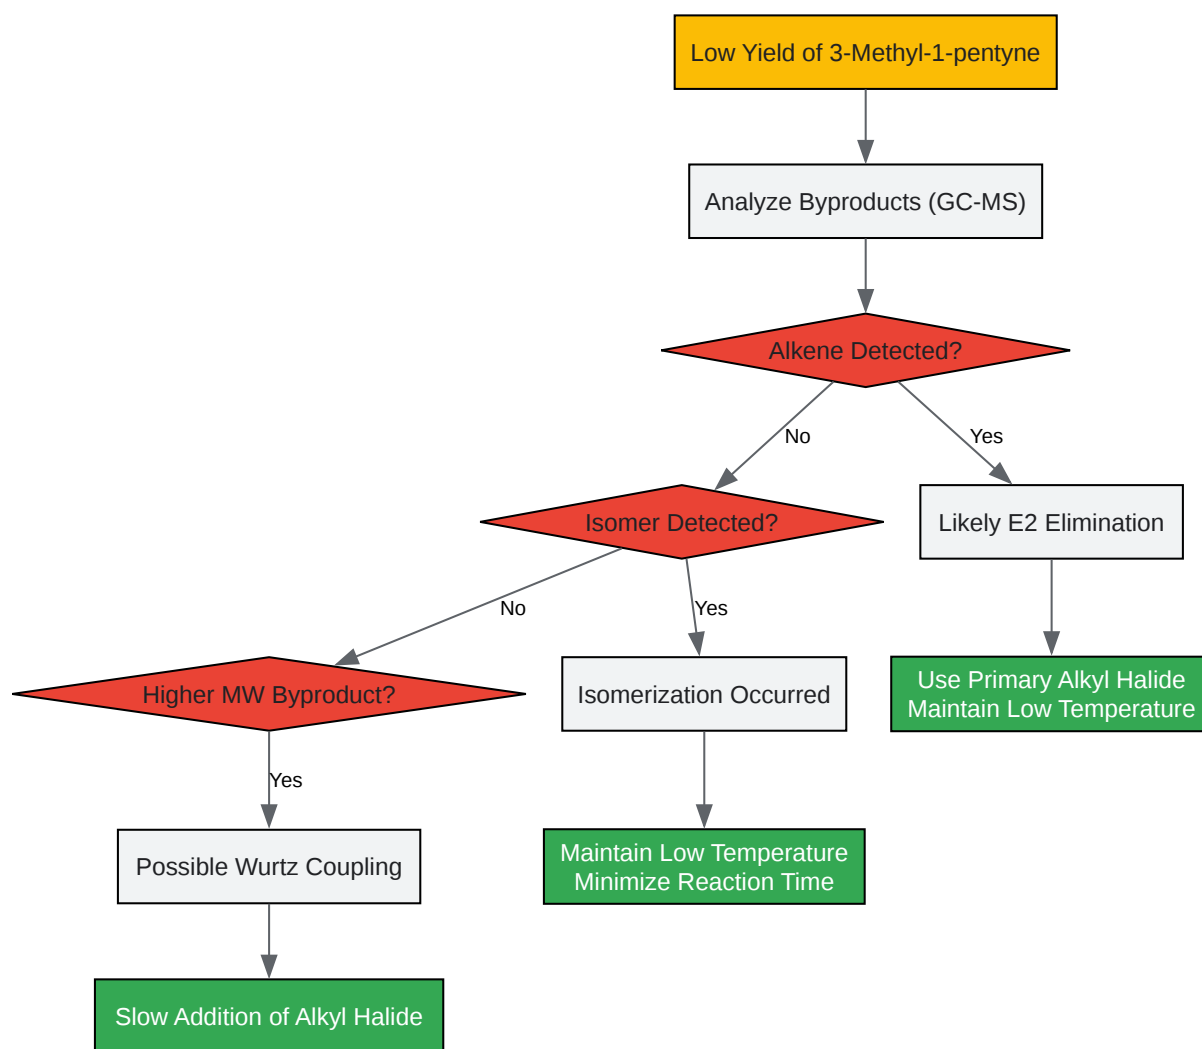 Low Yield of 3-Methyl-1-pentyne
Analyze Byproducts (GC-MS)
Alkene Detected?
No
Yes
Isomer Detected?
Likely E2 Elimination
No
Yes
Higher MW Byproduct?
Isomerization Occurred
Use Primary Alkyl Halide
Maintain Low Temperature
Yes
Possible Wurtz Coupling
Maintain Low Temperature
Minimize Reaction Time
Slow Addition of Alkyl Halide